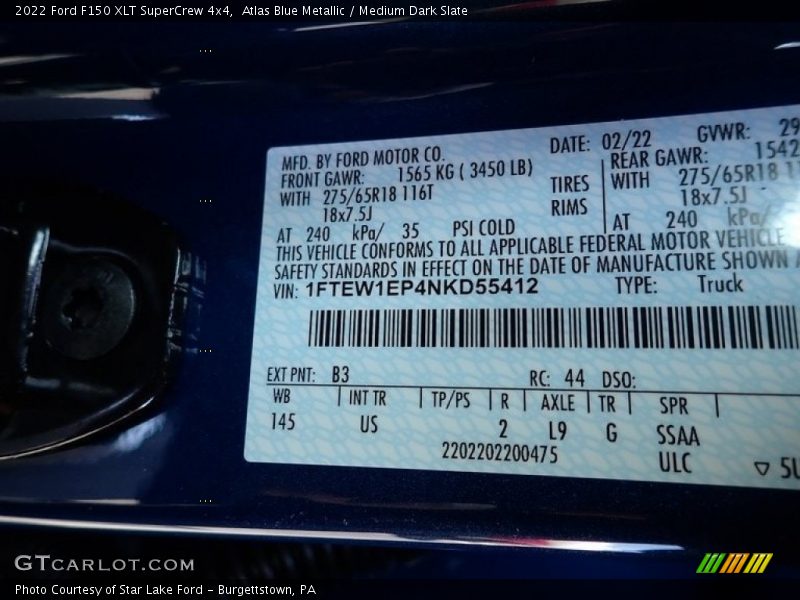 2022 Ford F150 XLT SuperCrew 4x4,  Atlas Blue Metallic / Medium Dark Slate
MFD. BY FORD MOTOR CO.
DATE: 02/22
GVWR: 29
FRONT GAWR: 1565 KG ( 3450 LB)
REAR GAWR: 1542
WITH 275/65R18 116T
TIRES
WITH 275/65R18 11
18x7.5J
RIMS
18x7.5J
AT 240 kPa/ 35 PSI COLD
AT 240 kPa/
THIS VEHICLE CONFORMS TO ALL APPLICABLE FEDERAL MOTOR VEHICLE
SAFETY STANDARDS IN EFFECT ON THE DATE OF MANUFACTURE SHOWN A
VIN: 1FTEW1EP4NKD55412
TYPE: Truck
EXT PNT: B3
RC: 44 DSO:
WB INT TR TP/PS R AXLE TR SPR
145 US 2 L9 G SSAA
2202202200475
ULC
▽ 5U
GTCARLOT.COM
Photo Courtesy of Star Lake Ford - Burgettstown, PA